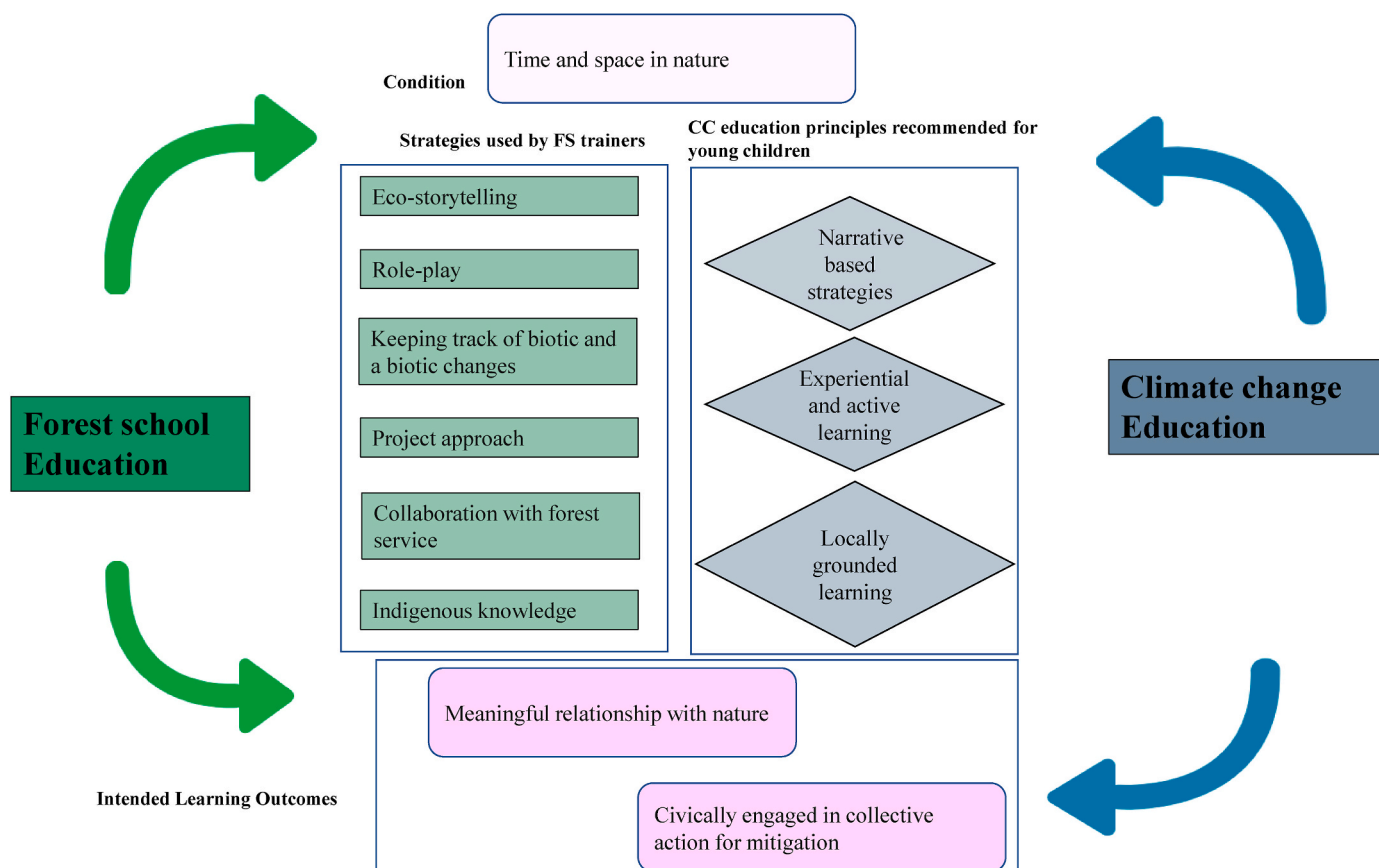 Time and space in nature
Condition
Strategies used by FS trainers
CC education principles recommended for
young children
Eco-storytelling
Role-play
Keeping track of biotic and
a biotic changes
Project approach
Collaboration with forest
service
Indigenous knowledge
Narrative
based
strategies
Experiential
and active
learning
Locally
grounded
learning
Forest school
Education
Climate change
Education
Meaningful relationship with nature
Intended Learning Outcomes
Civically engaged in collective
action for mitigation